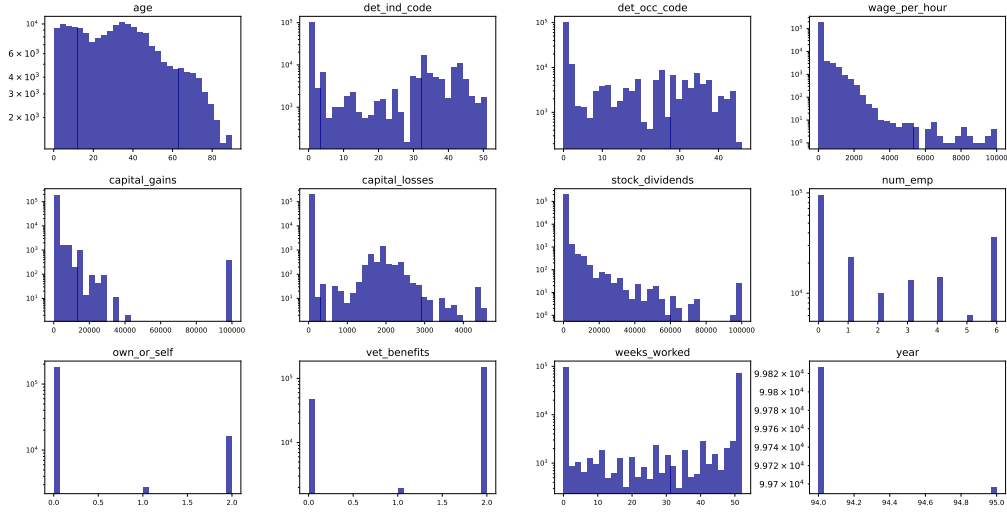 age
det_ind_code
det_occ_code
wage_per_hour
10⁴
6 × 10³
4 × 10³
3 × 10³
2 × 10³
0 20 40 60 80
10⁵
10⁴
10³
0 10 20 30 40 50
10⁵
10⁴
10³
0 10 20 30 40
10⁵
10⁴
10³
10²
10¹
10⁰
0 2000 4000 6000 8000 10000
capital_gains
capital_losses
stock_dividends
num_emp
10⁵
10⁴
10³
10²
10¹
0 20000 40000 60000 80000 100000
10⁵
10⁴
10³
10²
10¹
0 1000 2000 3000 4000
10⁵
10⁴
10³
10²
10¹
10⁰
0 20000 40000 60000 80000 100000
10⁵
10⁴
0 1 2 3 4 5 6
own_or_self
vet_benefits
weeks_worked
year
10⁵
10⁴
0.0 0.5 1.0 1.5 2.0
10⁵
10⁴
0.0 0.5 1.0 1.5 2.0
10⁵
10⁴
10³
0 10 20 30 40 50
9.982 × 10⁴
9.98 × 10⁴
9.978 × 10⁴
9.976 × 10⁴
9.974 × 10⁴
9.972 × 10⁴
9.97 × 10⁴
94.0 94.2 94.4 94.6 94.8 95.0